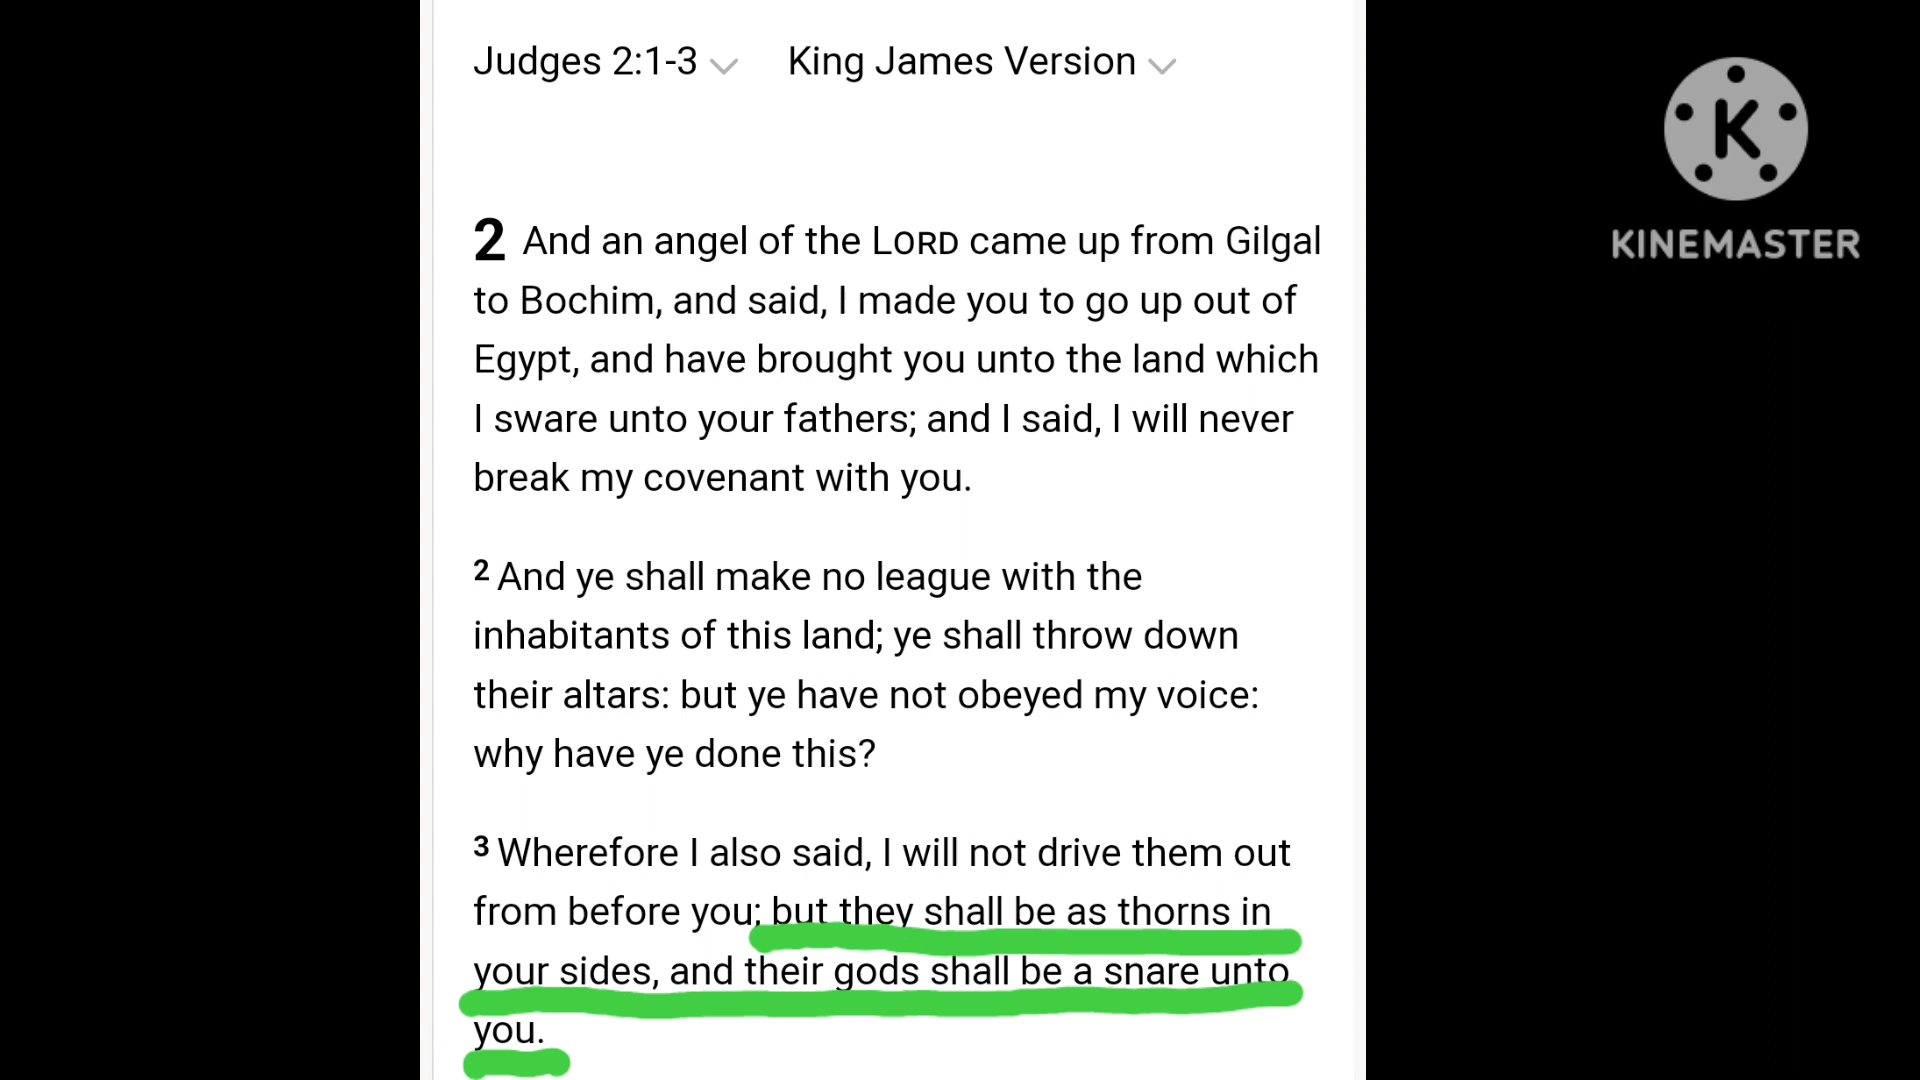 Judges 2:1-3 King James Version
K
KINEMASTER
2 And an angel of the LORD came up from Gilgal
to Bochim, and said, I made you to go up out of
Egypt, and have brought you unto the land which
I sware unto your fathers; and I said, I will never
break my covenant with you.
2 And ye shall make no league with the
inhabitants of this land; ye shall throw down
their altars: but ye have not obeyed my voice:
why have ye done this?
3 Wherefore I also said, I will not drive them out
from before you; but they shall be as thorns in
your sides, and their gods shall be a snare unto
you.